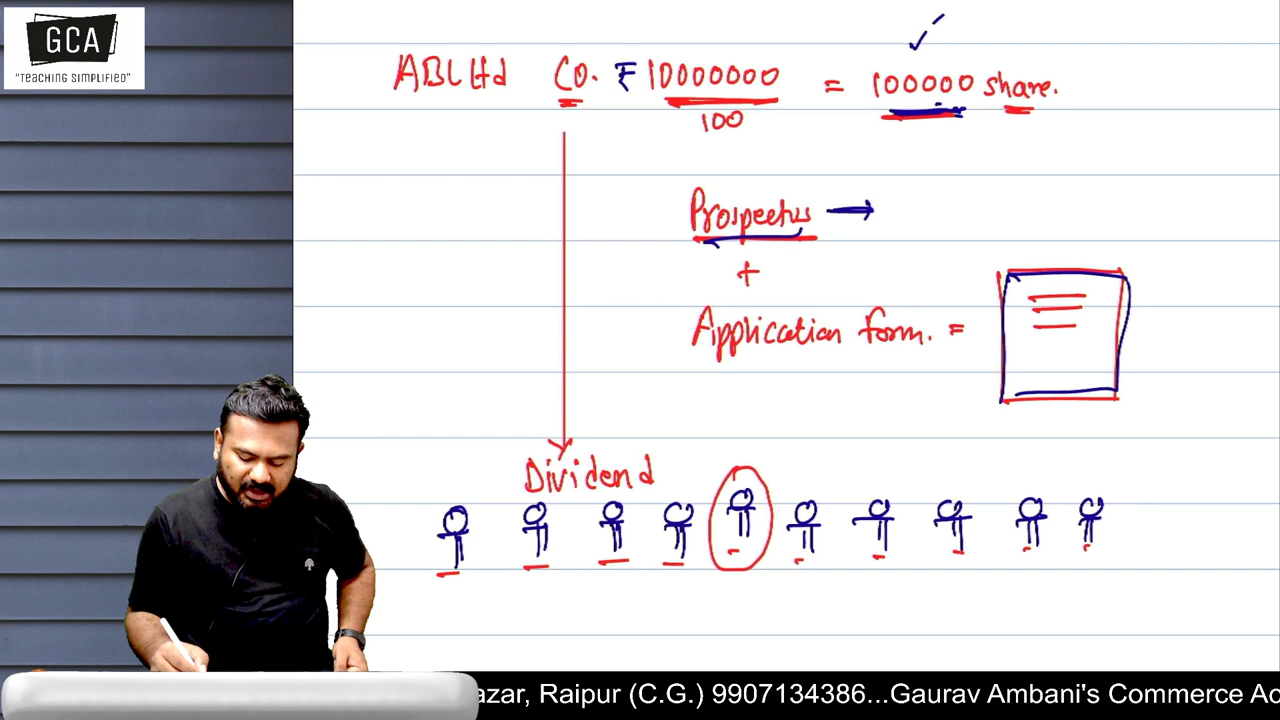 GCA
"TEACHING SIMPLIFIED"
ABC Ltd Co. ₹ 10000000 = 100000 share.
100
Prospectus →
+
Application form. =
Dividend
azar, Raipur (C.G.) 9907134386...Gaurav Ambani's Commerce Ac